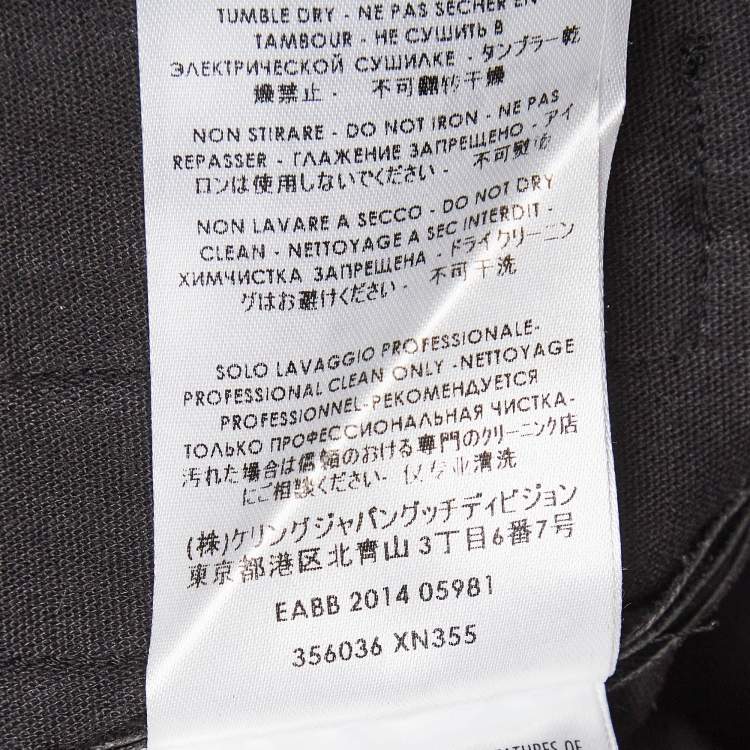 TUMBLE DRY - NE PAS SÉCHER EN
TAMBOUR - НЕ СУШИТЬ В
ЭЛЕКТРИЧЕСКОЙ СУШИЛКЕ - タンブラー乾
燥禁止 - 不可翻转干燥
NON STIRARE - DO NOT IRON - NE PAS
REPASSER - ГЛАЖЕНИЕ ЗАПРЕЩЕНО - アイ
ロンは使用しないでください - 不可熨烫
NON LAVARE A SECCO - DO NOT DRY
CLEAN - NETTOYAGE A SEC INTERDIT -
ХИМЧИСТКА ЗАПРЕЩЕНА - ドライクリーニン
グはお避けください - 不可干洗
SOLO LAVAGGIO PROFESSIONALE-
PROFESSIONAL CLEAN ONLY -NETTOYAGE
PROFESSIONNEL-РЕКОМЕНДУЕТСЯ
ТОЛЬКО ПРОФЕССИОНАЛЬНАЯ ЧИСТКА-
汚れた場合は信頼のおける専門のクリーニング店
にご相談ください- 仅专业清洗
(株)ケリングジャパングッチディビジョン
東京都港区北青山 3丁目6番7号
EABB 2014 05981
356036 XN355
FEATURES OF